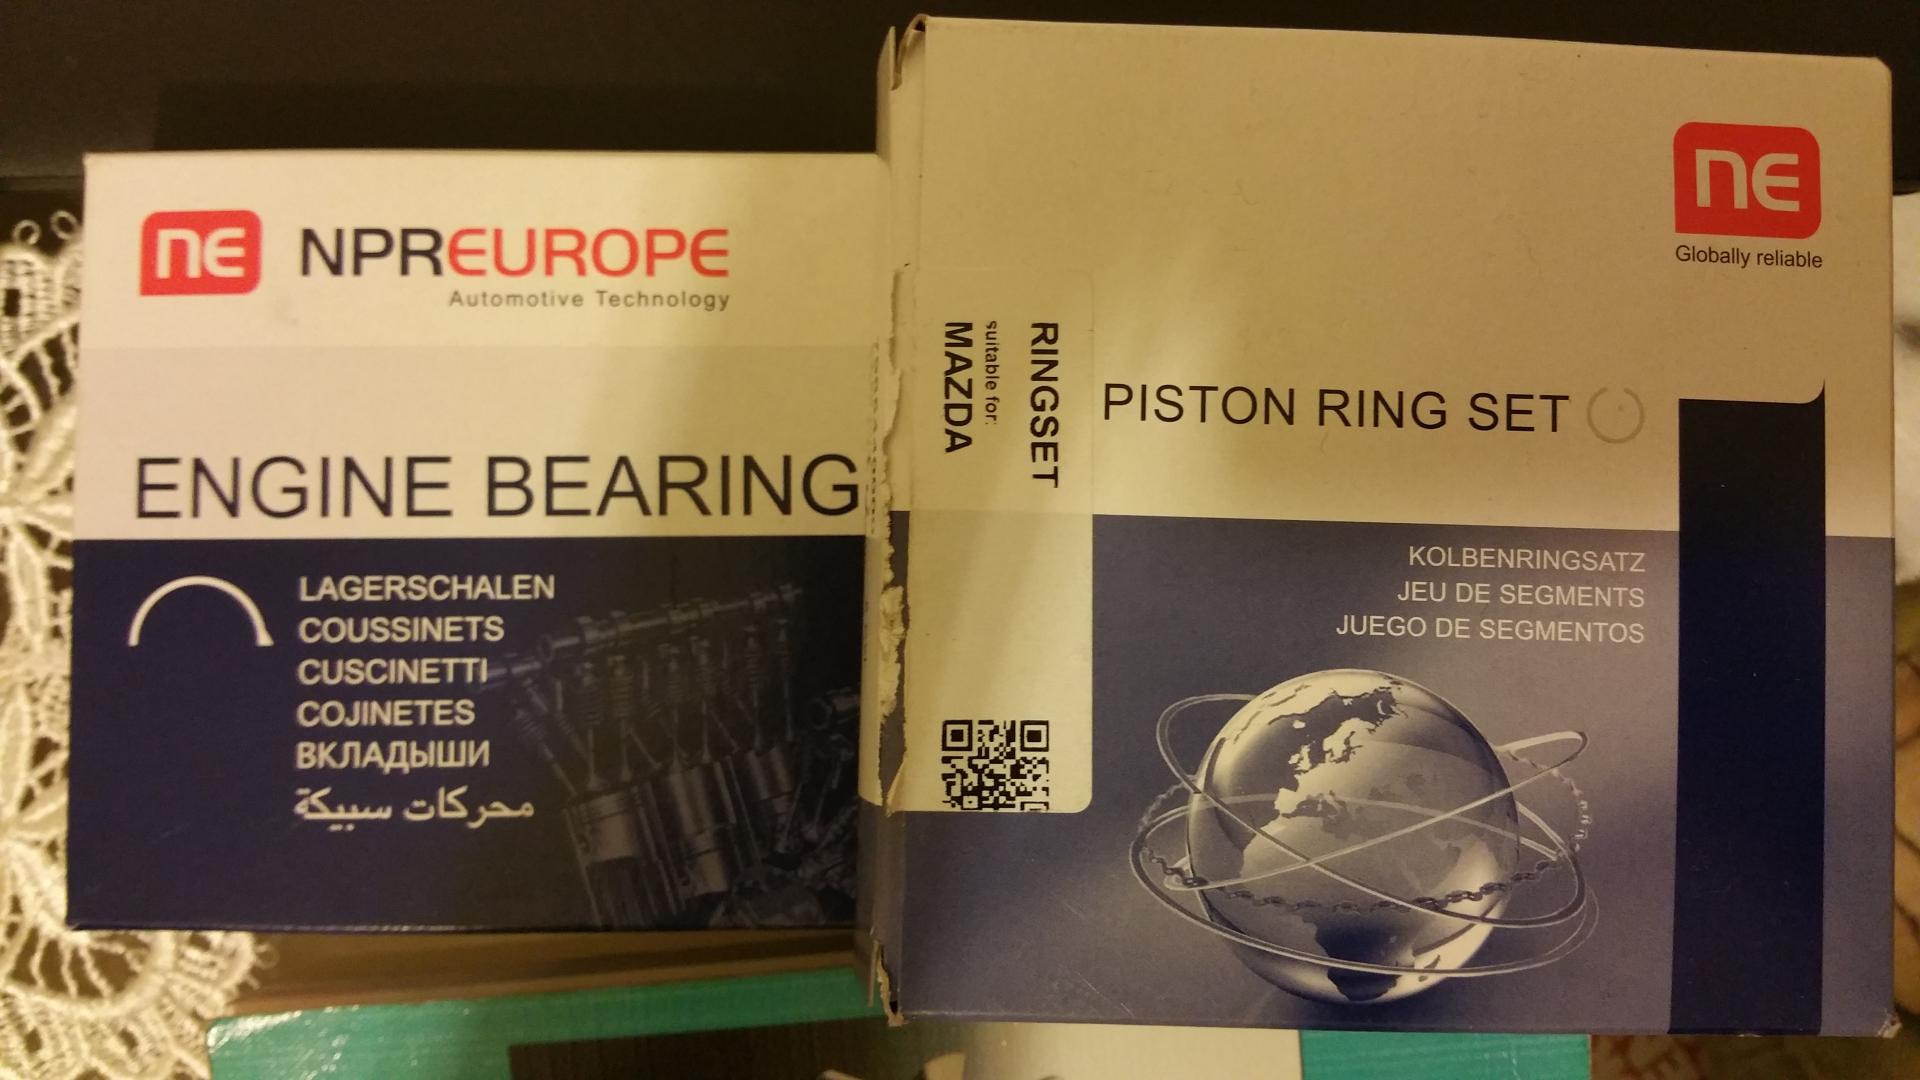 NE
NPREUROPE
Automotive Technology
ENGINE BEARING
LAGERSCHALEN
COUSSINETS
CUSCINETTI
COJINETES
ВКЛАДЫШИ
محركات سبيكة
NE
Globally reliable
RINGSET
suitable for:
MAZDA
PISTON RING SET
KOLBENRINGSATZ
JEU DE SEGMENTS
JUEGO DE SEGMENTOS